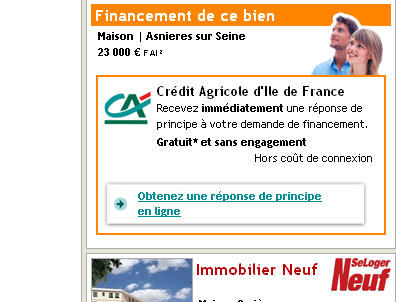 Financement de ce bien
Maison | Asnieres sur Seine
23 000 € FAI*
Crédit Agricole d'Ile de France
Recevez immédiatement une réponse de
principe à votre demande de financement.
Gratuit* et sans engagement
Hors coût de connexion
Obtenez une réponse de principe
en ligne
Immobilier Neuf
SeLoger
Neuf